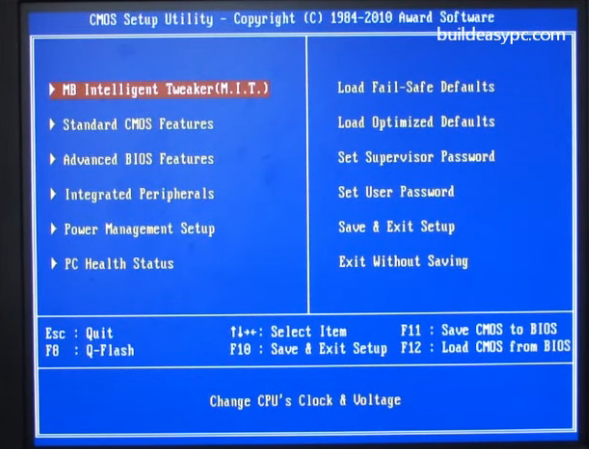 CMOS Setup Utility - Copyright (C) 1984-2010 Award Software
buildeasypc.com
MB Intelligent Tweaker(M.I.T.)
Standard CMOS Features
Advanced BIOS Features
Integrated Peripherals
Power Management Setup
PC Health Status
Load Fail-Safe Defaults
Load Optimized Defaults
Set Supervisor Password
Set User Password
Save & Exit Setup
Exit Without Saving
Esc : Quit
F8 : Q-Flash
↑↓→←: Select Item
F10 : Save & Exit Setup
F11 : Save CMOS to BIOS
F12 : Load CMOS from BIOS
Change CPU's Clock & Voltage